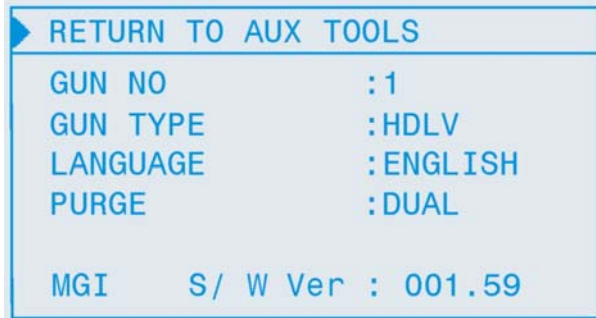 RETURN TO AUX TOOLS
GUN NO :1
GUN TYPE :HDLV
LANGUAGE :ENGLISH
PURGE :DUAL
MGI S/ W Ver : 001.59